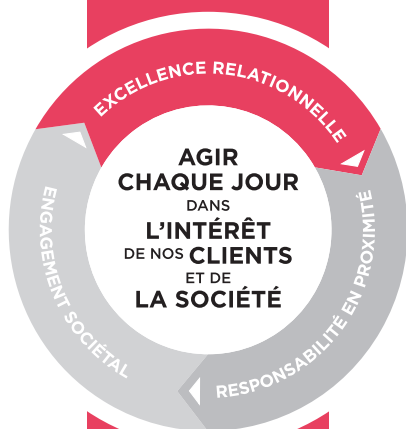 EXCELLENCE RELATIONNELLE
AGIR
CHAQUE JOUR
DANS
L'INTÉRÊT
DE NOS CLIENTS
ET DE
LA SOCIÉTÉ
RESPONSABILITÉ EN PROXIMITÉ
ENGAGEMENT SOCIÉTAL